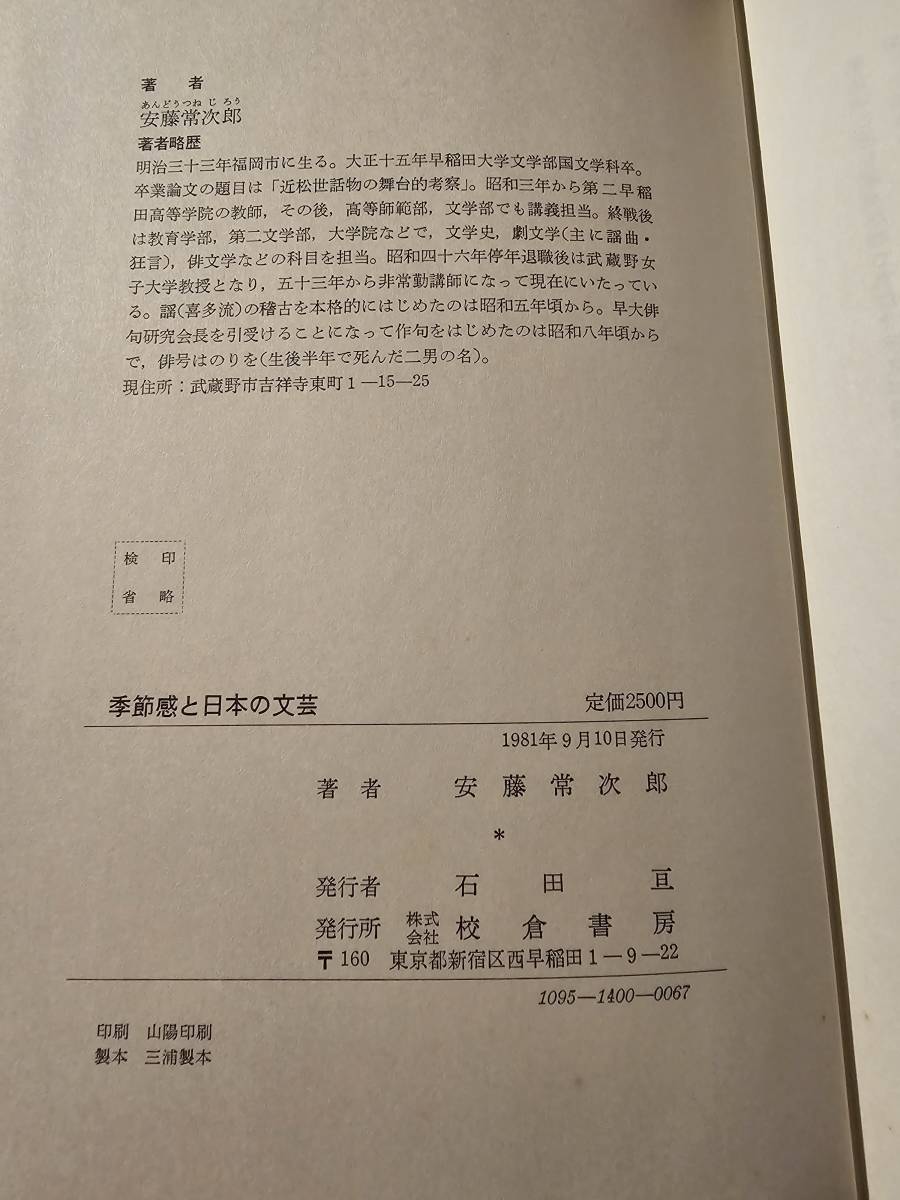 著者
あんどうつねじろう
安藤常次郎
著者略歴
明治三十三年福岡市に生る。大正十五年早稲田大学文学部国文学科卒。
卒業論文の題目は「近松世話物の舞台的考察」。昭和三年から第二早稲
田高等学院の教師，その後，高等師範部，文学部でも講義担当。終戦後
は教育学部，第二文学部，大学院などで，文学史，劇文学(主に謡曲・
狂言)，俳文学などの科目を担当。昭和四十六年停年退職後は武蔵野女
子大学教授となり，五十三年から非常勤講師になって現在にいたってい
る。謡(喜多流)の稽古を本格的にはじめたのは昭和五年頃から。早大俳
句研究会長を引受けることになって作句をはじめたのは昭和八年頃から
で，俳号はのりを(生後半年で死んだ二男の名)。
現住所：武蔵野市吉祥寺東町1—15—25
検印
省略
季節感と日本の文芸 定価2500円
1981年9月10日発行
著者 安藤常次郎
*
発行者 石田亘
発行所 株式会社 校倉書房
〒160 東京都新宿区西早稲田1—9—22
1095—1400—0067
印刷 山陽印刷
製本 三浦製本